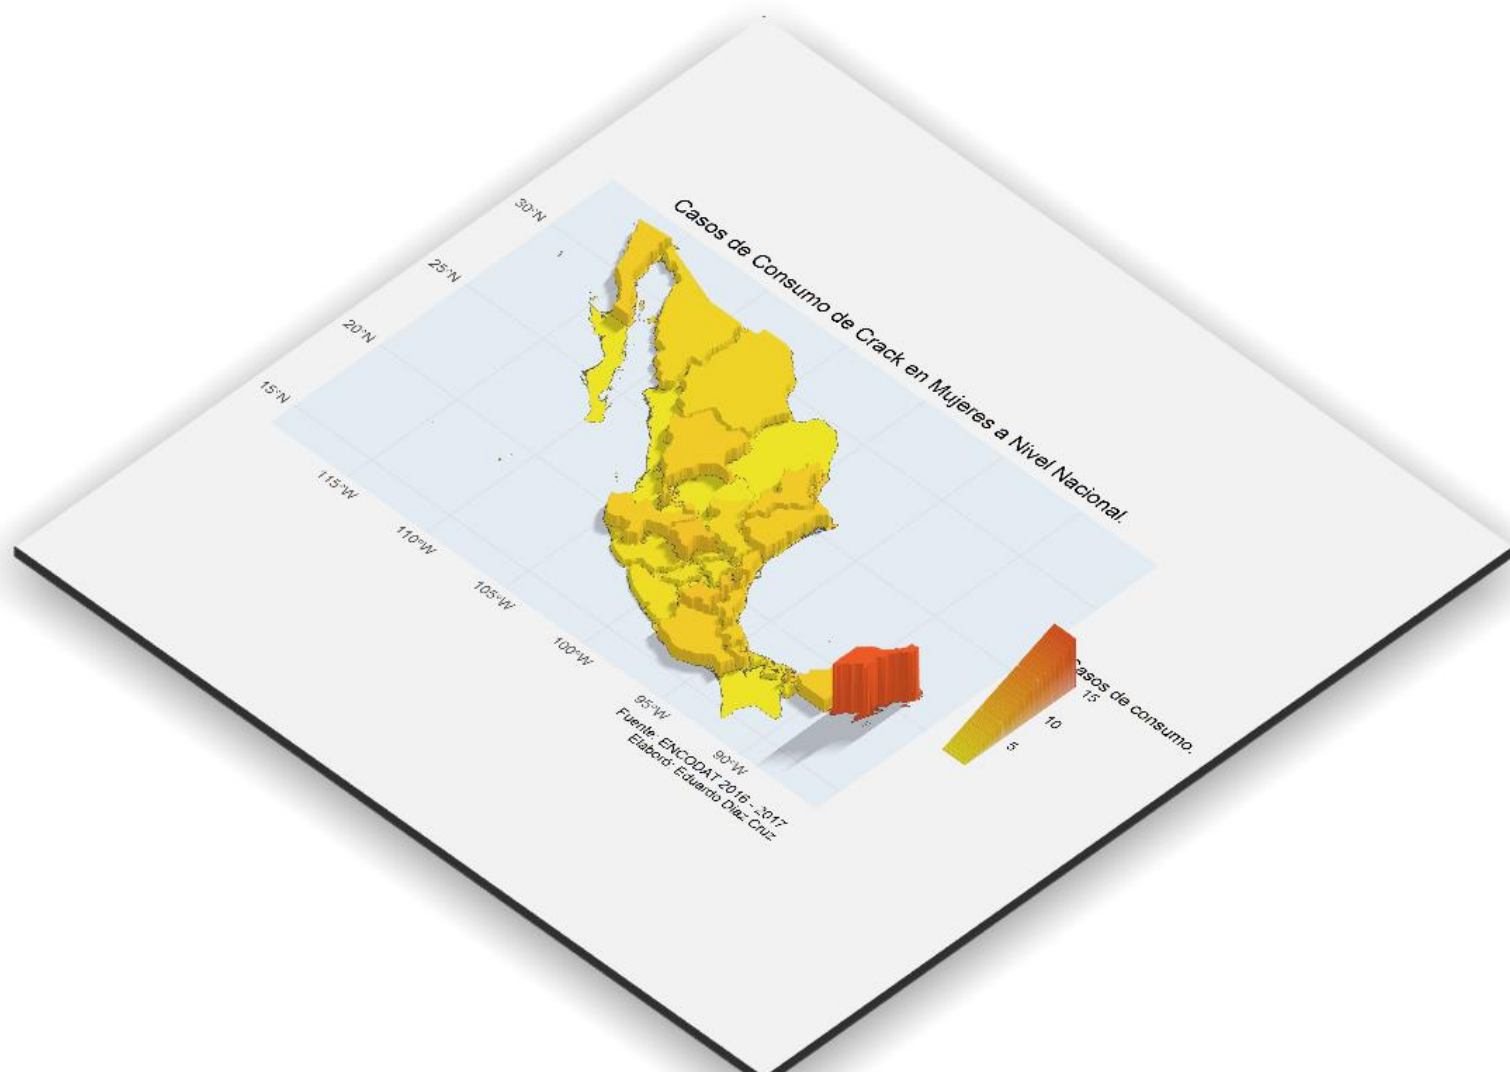 Casos de Consumo de Crack en Mujeres a Nivel Nacional.
30°N
25°N
20°N
15°N
115°W
110°W
105°W
100°W
95°W
90°W
Casos de consumo.
15
10
5
Fuente: ENCODAT 2016 - 2017
Elaboró: Eduardo Díaz Cruz